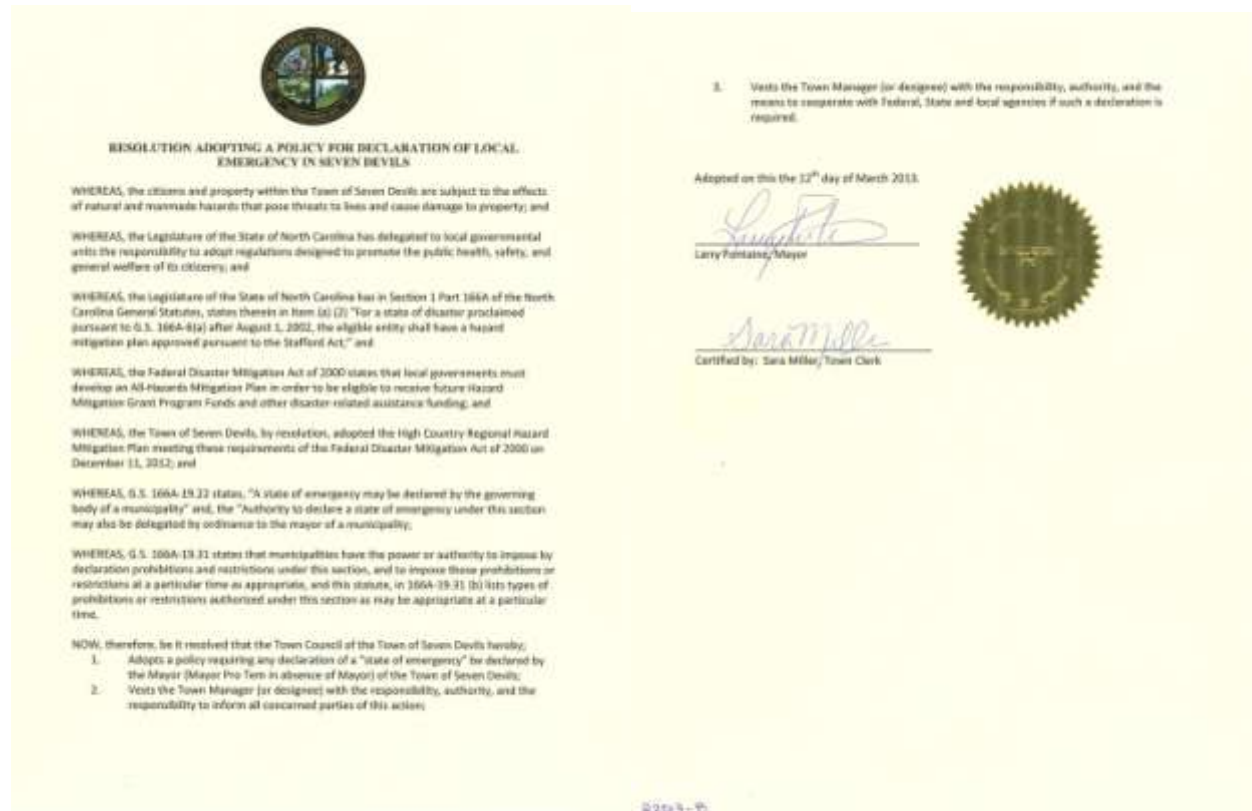 RESOLUTION ADOPTING A POLICY FOR DECLARATION OF LOCAL
EMERGENCY IN SEVEN DEVILS
WHEREAS, the citizens and property within the Town of Seven Devils are subject to the effects
of natural and manmade hazards that pose threats to lives and cause damage to property; and
WHEREAS, the Legislature of the State of North Carolina has delegated to local governmental
units the responsibility to adopt regulations designed to promote the public health, safety, and
general welfare of its citizenry; and
WHEREAS, the Legislature of the State of North Carolina has in Section 1 Part 166A of the North
Carolina General Statutes, states therein in Item (a) (2) "For a state of disaster proclaimed
pursuant to G.S. 166A-6(a) after August 1, 2002, the eligible entity shall have a hazard
mitigation plan approved pursuant to the Stafford Act;" and
WHEREAS, the Federal Disaster Mitigation Act of 2000 states that local governments must
develop an All-Hazards Mitigation Plan in order to be eligible to receive future Hazard
Mitigation Grant Program Funds and other disaster-related assistance funding; and
WHEREAS, the Town of Seven Devils, by resolution, adopted the High Country Regional Hazard
Mitigation Plan meeting these requirements of the Federal Disaster Mitigation Act of 2000 on
December 11, 2012; and
WHEREAS, G.S. 166A-19.22 states, "A state of emergency may be declared by the governing
body of a municipality" and, the "Authority to declare a state of emergency under this section
may also be delegated by ordinance to the mayor of a municipality;
WHEREAS, G.S. 166A-19.31 states that municipalities have the power or authority to impose by
declaration prohibitions and restrictions under this section, and to impose those prohibitions or
restrictions at a particular time as appropriate, and this statute, in 166A-19.31 (b) lists types of
prohibitions or restrictions authorized under this section as may be appropriate at a particular
time.
NOW, therefore, be it resolved that the Town Council of the Town of Seven Devils hereby;
1. Adopts a policy requiring any declaration of a "state of emergency" be declared by
the Mayor (Mayor Pro Tem in absence of Mayor) of the Town of Seven Devils;
2. Vests the Town Manager (or designee) with the responsibility, authority, and the
responsibility to inform all concerned parties of this action;
3. Vests the Town Manager (or designee) with the responsibility, authority, and the
means to cooperate with Federal, State and local agencies if such a declaration is
required.
Adopted on this the 12th day of March 2013.
Larry Fontaine, Mayor
Sara Miller
Certified by: Sara Miller, Town Clerk